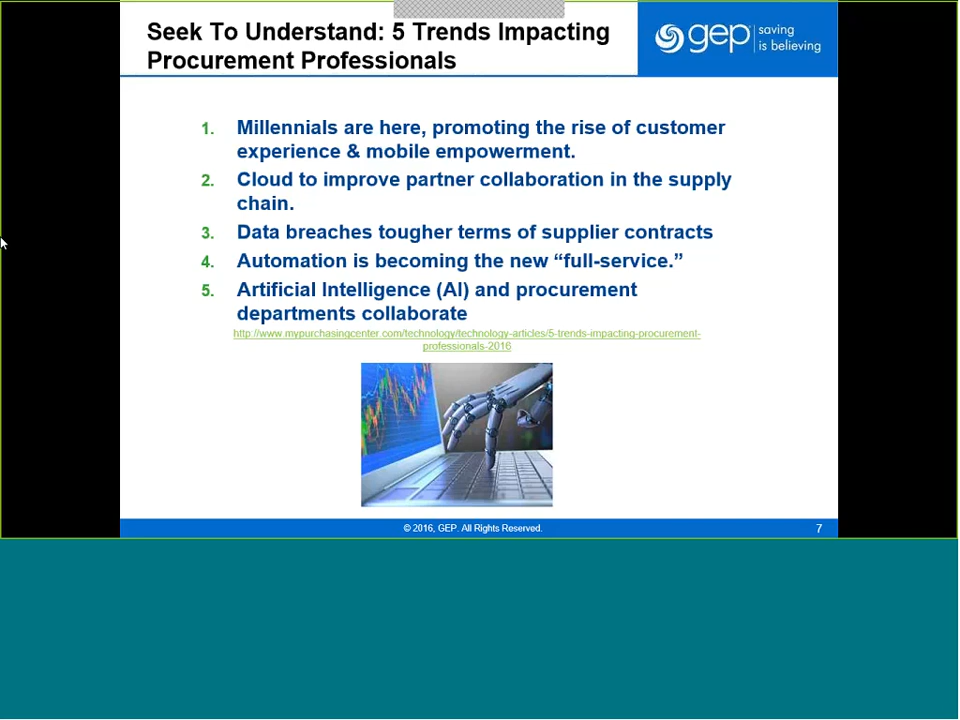 Seek To Understand: 5 Trends Impacting
Procurement Professionals
gep
saving
is believing
1. Millennials are here, promoting the rise of customer
experience & mobile empowerment.
2. Cloud to improve partner collaboration in the supply
chain.
3. Data breaches tougher terms of supplier contracts
4. Automation is becoming the new “full-service.”
5. Artificial Intelligence (AI) and procurement
departments collaborate
http://www.mypurchasingcenter.com/technology/technology-articles/5-trends-impacting-procurement-
professionals-2016
© 2016, GEP. All Rights Reserved.
7